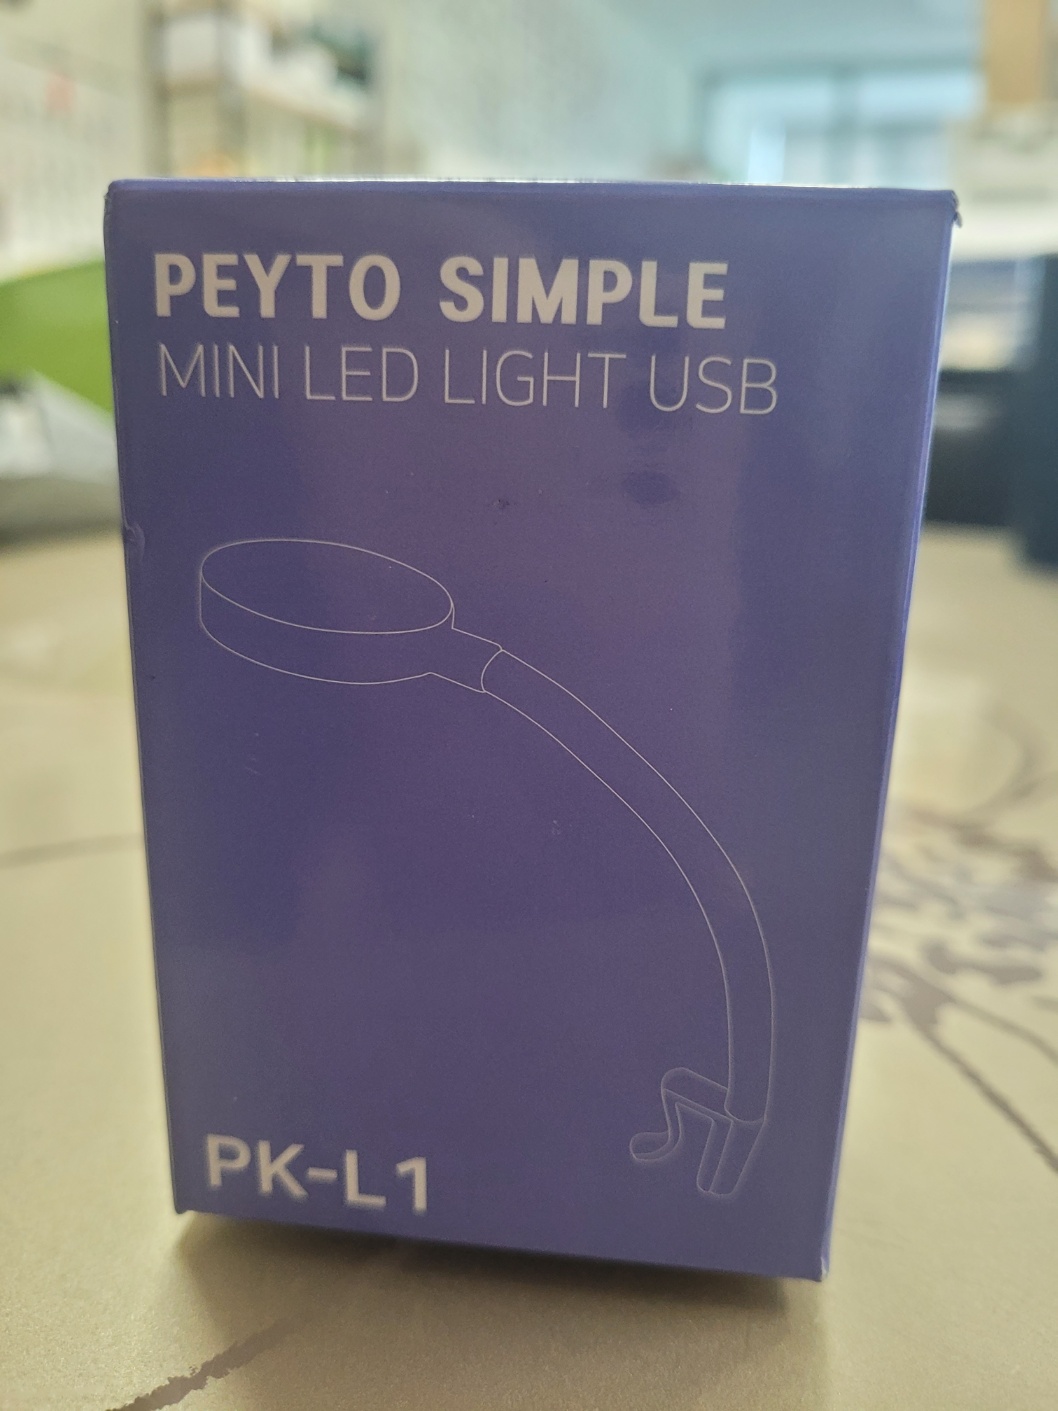 PEYTO SIMPLE
MINI LED LIGHT USB
PK-L1